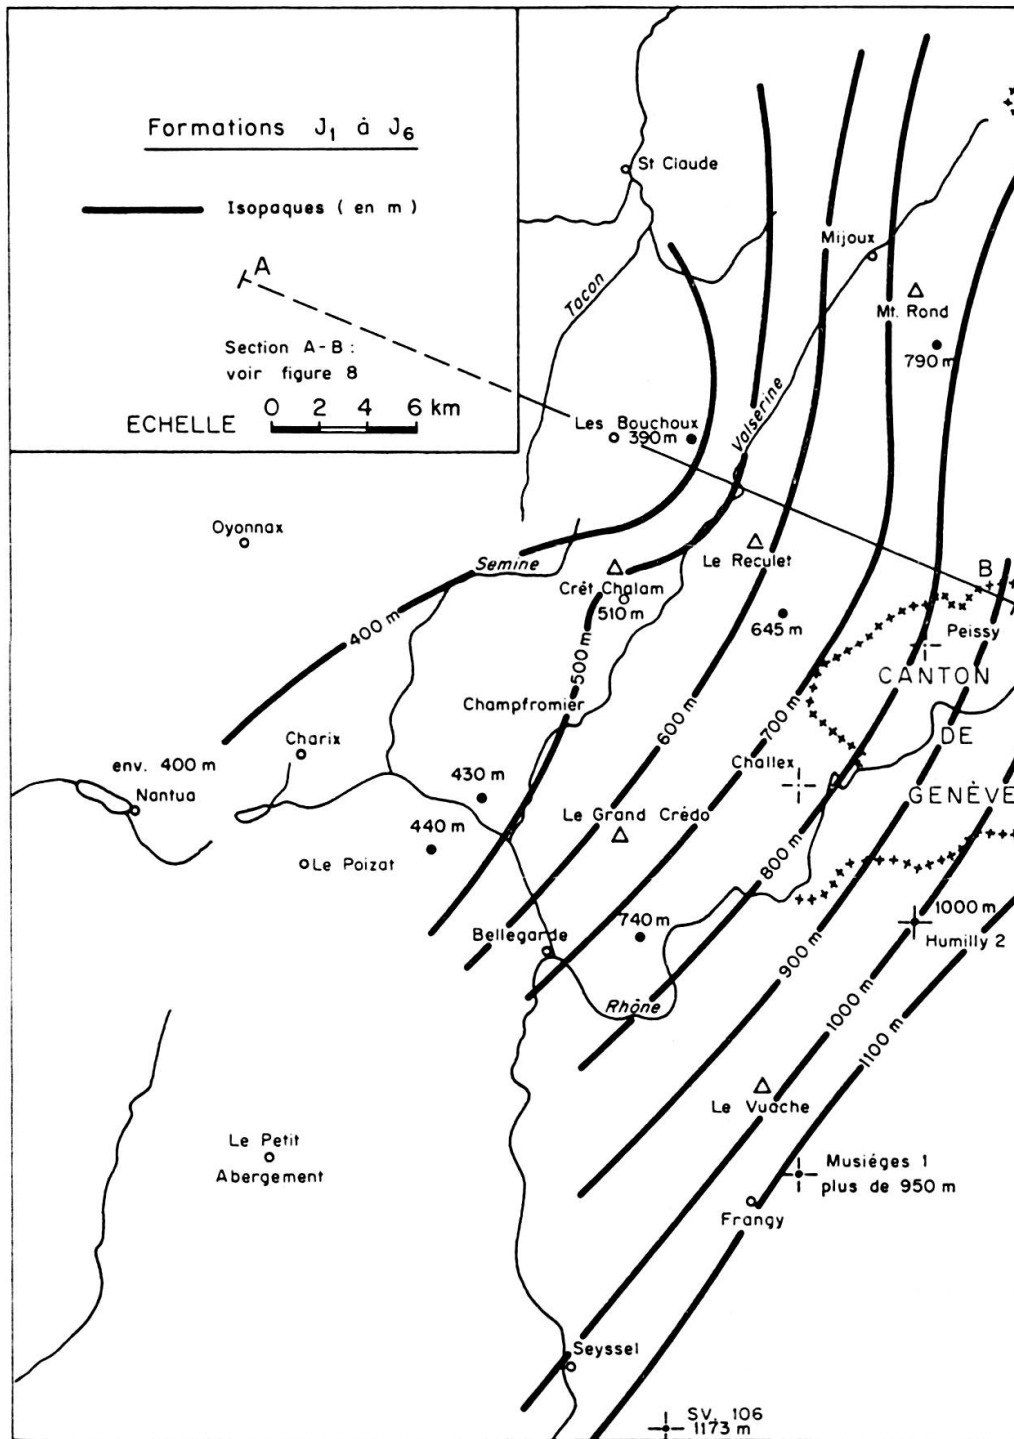 Formations J₁ à J₆
Isopaques ( en m )
A
Section A-B :
voir figure 8
ECHELLE
0 2 4 6 km
St Claude
Mijoux
Tacon
Mt. Rond
790 m
Valserine
Les Bouchoux
390 m
Oyonnax
Semine
Crêt Chalam
510 m
Le Reculet
645 m
B
Peissy
400 m
500 m
600 m
700 m
CANTON
DE
GENÈVE
Champfromier
Charix
env. 400 m
Nantua
430 m
440 m
Le Poizat
Challex
Le Grand Crédo
800 m
740 m
Bellegarde
1000 m
Humilly 2
900 m
1000 m
1100 m
Rhône
Le Vuache
Le Petit
Abergement
Musiéges 1
plus de 950 m
Frangy
Seyssel
SV. 106
1173 m